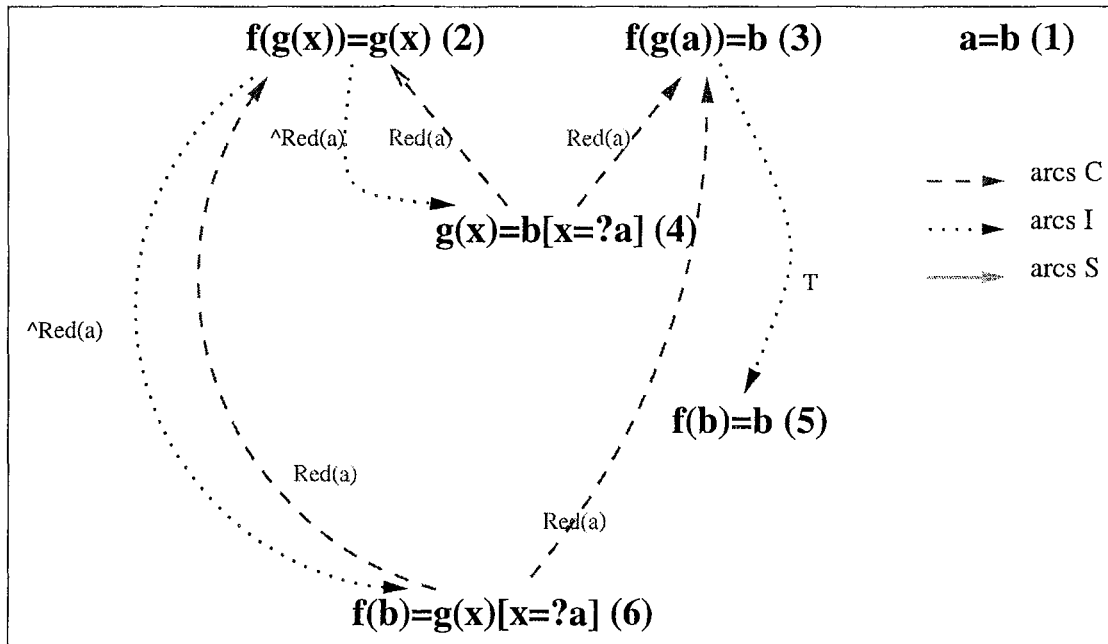 f(g(x))=g(x) (2)
f(g(a))=b (3)
a=b (1)
^Red(a)
Red(a)
Red(a)
arcs C
g(x)=b[x=?a] (4)
arcs I
arcs S
T
^Red(a)
f(b)=b (5)
Red(a)
Red(a)
f(b)=g(x)[x=?a] (6)